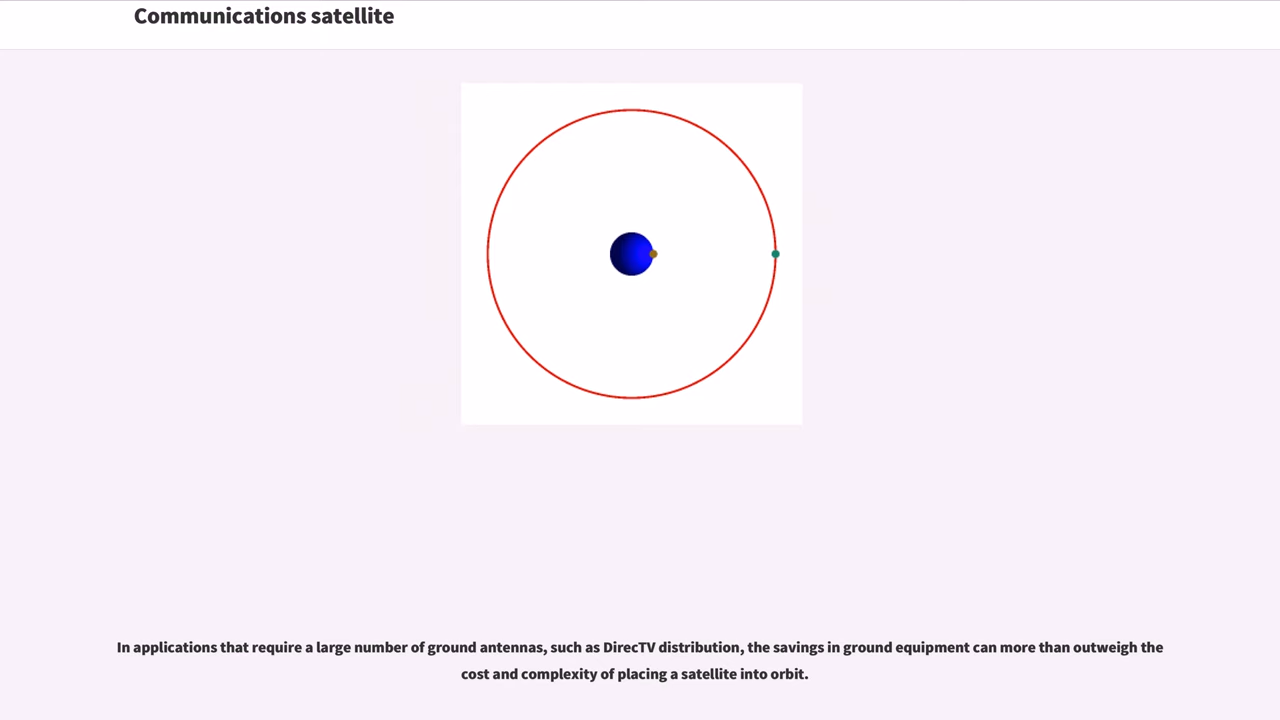 Communications satellite
In applications that require a large number of ground antennas, such as DirecTV distribution, the savings in ground equipment can more than outweigh the
cost and complexity of placing a satellite into orbit.